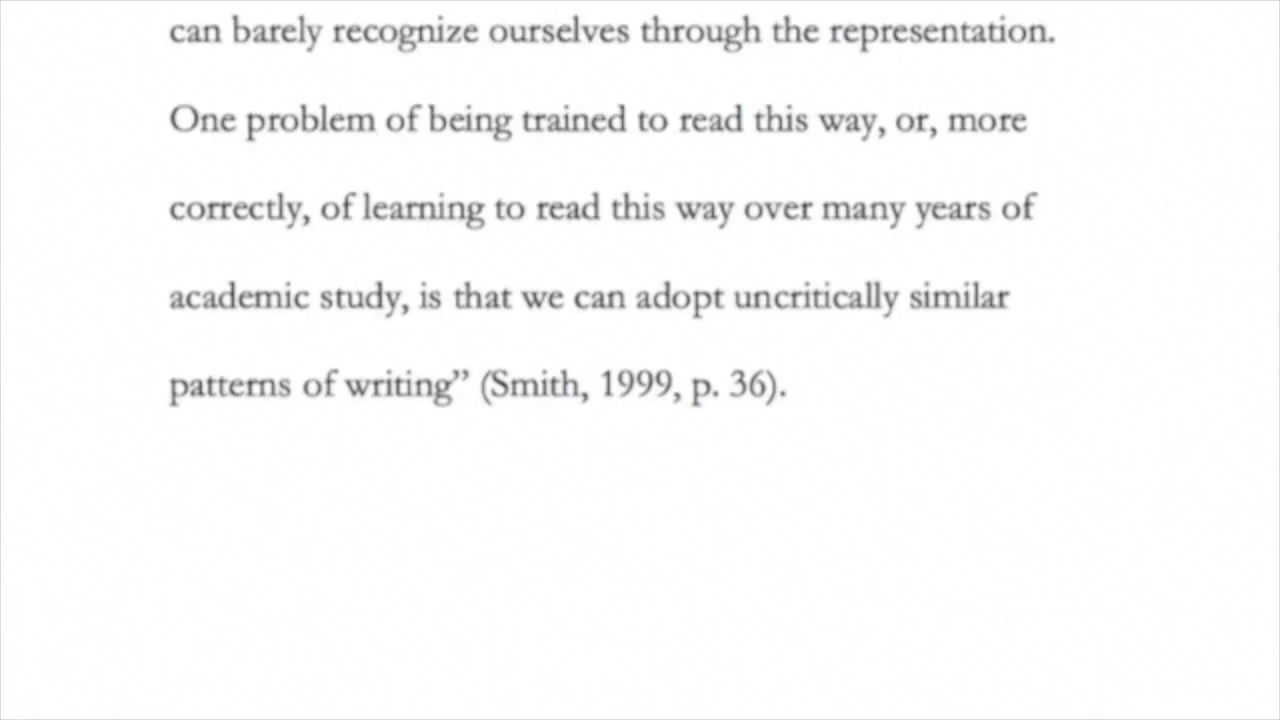 can barely recognize ourselves through the representation.
One problem of being trained to read this way, or, more
correctly, of learning to read this way over many years of
academic study, is that we can adopt uncritically similar
patterns of writing” (Smith, 1999, p. 36).